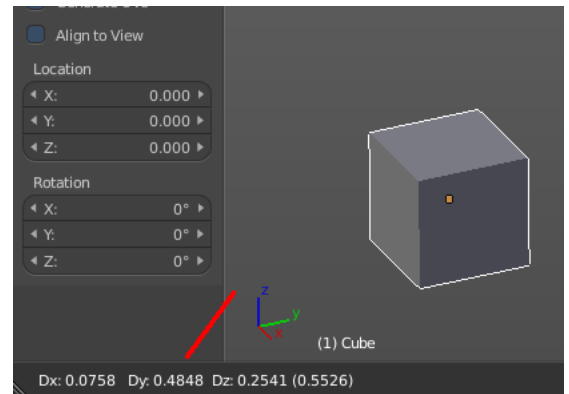 Align to View
Location
X: 0.000
Y: 0.000
Z: 0.000
Rotation
X: 0°
Y: 0°
Z: 0°
z
y
x
(1) Cube
Dx: 0.0758 Dy: 0.4848 Dz: 0.2541 (0.5526)